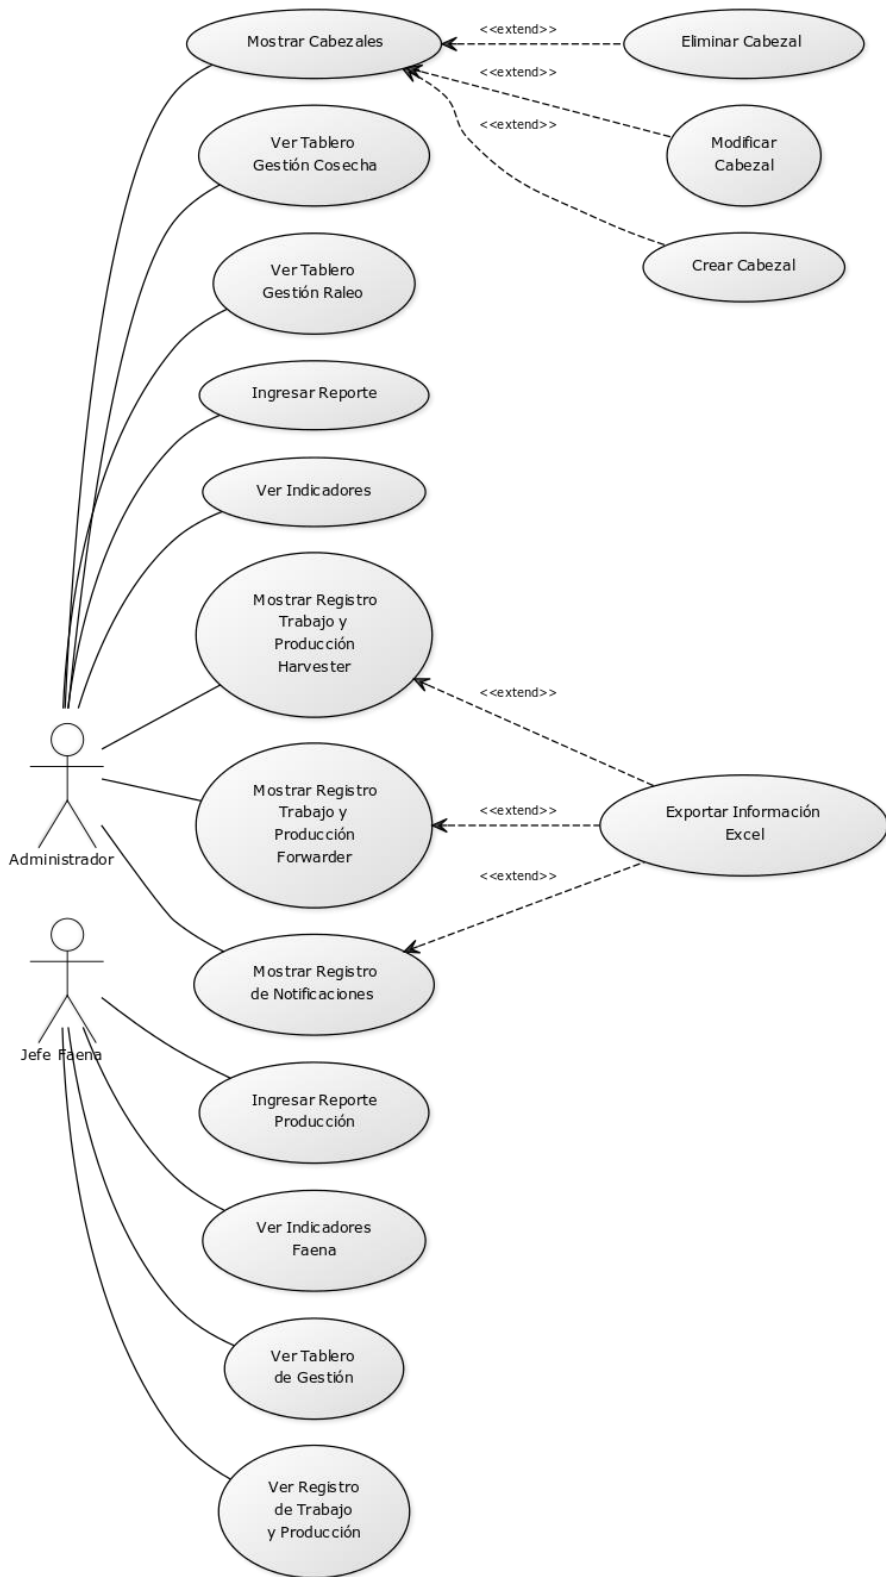 Mostrar Cabezales
<<extend>>
Eliminar Cabezal
<<extend>>
<<extend>>
Modificar
Cabezal
Crear Cabezal
Ver Tablero
Gestión Cosecha
Ver Tablero
Gestión Raleo
Ingresar Reporte
Ver Indicadores
Mostrar Registro
Trabajo y
Producción
Harvester
<<extend>>
Mostrar Registro
Trabajo y
Producción
Forwarder
<<extend>>
Exportar Información
Excel
<<extend>>
Administrador
Mostrar Registro
de Notificaciones
Jefe Faena
Ingresar Reporte
Producción
Ver Indicadores
Faena
Ver Tablero
de Gestión
Ver Registro
de Trabajo
y Producción